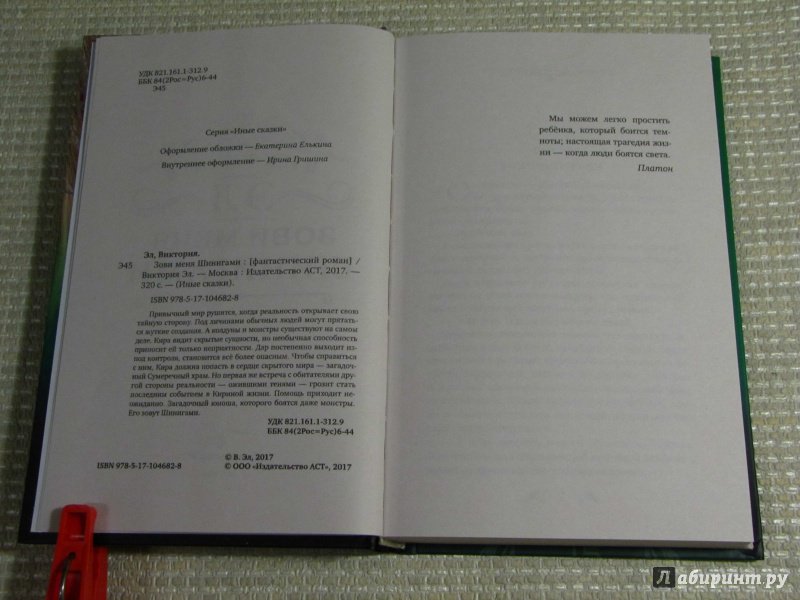 УДК 821.161.1-312.9
ББК 84(2Рос=Рус)6-44
Э45
Серия «Иные сказки»
Оформление обложки — Екатерина Елькина
Внутреннее оформление — Ирина Гришина
Эл, Виктория.
Э45 Зови меня Шинигами : [фантастический роман] /
Виктория Эл. — Москва : Издательство АСТ, 2017. —
320 с. — (Иные сказки).
ISBN 978-5-17-104682-8
Привычный мир рушится, когда реальность открывает свою
тайную сторону. Под личинами обычных людей могут прятать-
ся жуткие создания. А колдуны и монстры существуют на самом
деле. Кира видит скрытые сущности, но необычная способность
приносит ей только неприятности. Дар постепенно выходит из-
под контроля, становится всё более опасным. Чтобы справиться
с ним, Кира должна попасть в сердце скрытого мира — загадоч-
ный Сумеречный храм. Но первая же встреча с обитателями дру-
гой стороны реальности — ожившими тенями — грозит стать
последним событием в Кириной жизни. Помощь приходит не-
ожиданно. Загадочный юноша, которого боятся даже монстры.
Его зовут Шинигами.
УДК 821.161.1-312.9
ББК 84(2Рос=Рус)6-44
© В. Эл, 2017
ISBN 978-5-17-104682-8 © ООО «Издательство АСТ», 2017
Мы можем легко простить
ребёнка, который боится тем-
ноты; настоящая трагедия жиз-
ни — когда люди боятся света.
Платон
Лабиринт.ру